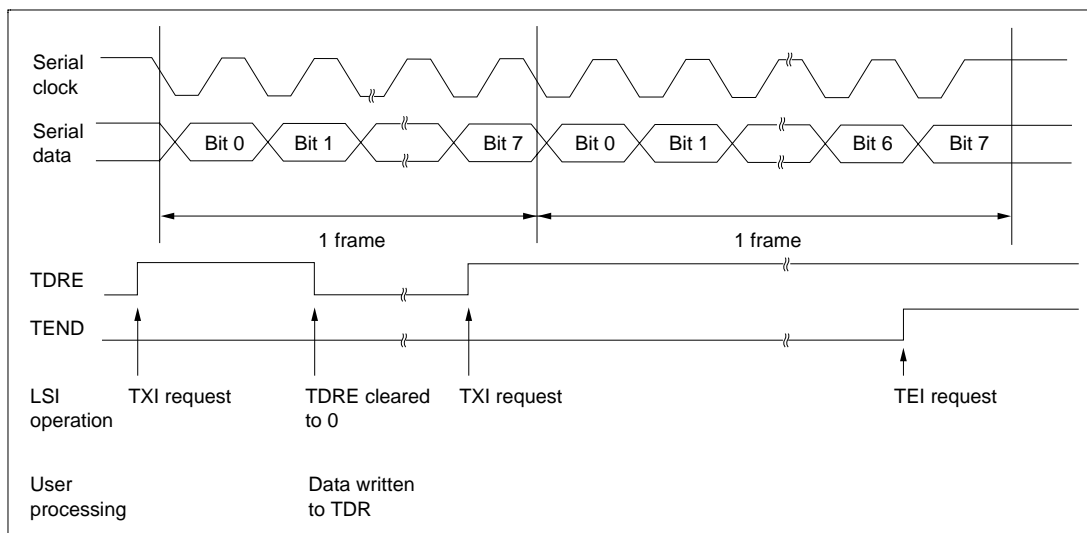 Serial
clock
Serial
data
Bit 0 Bit 1 Bit 7 Bit 0 Bit 1 Bit 6 Bit 7
1 frame 1 frame
TDRE
TEND
LSI
operation
TXI request TDRE cleared
to 0
TXI request TEI request
User
processing
Data written
to TDR